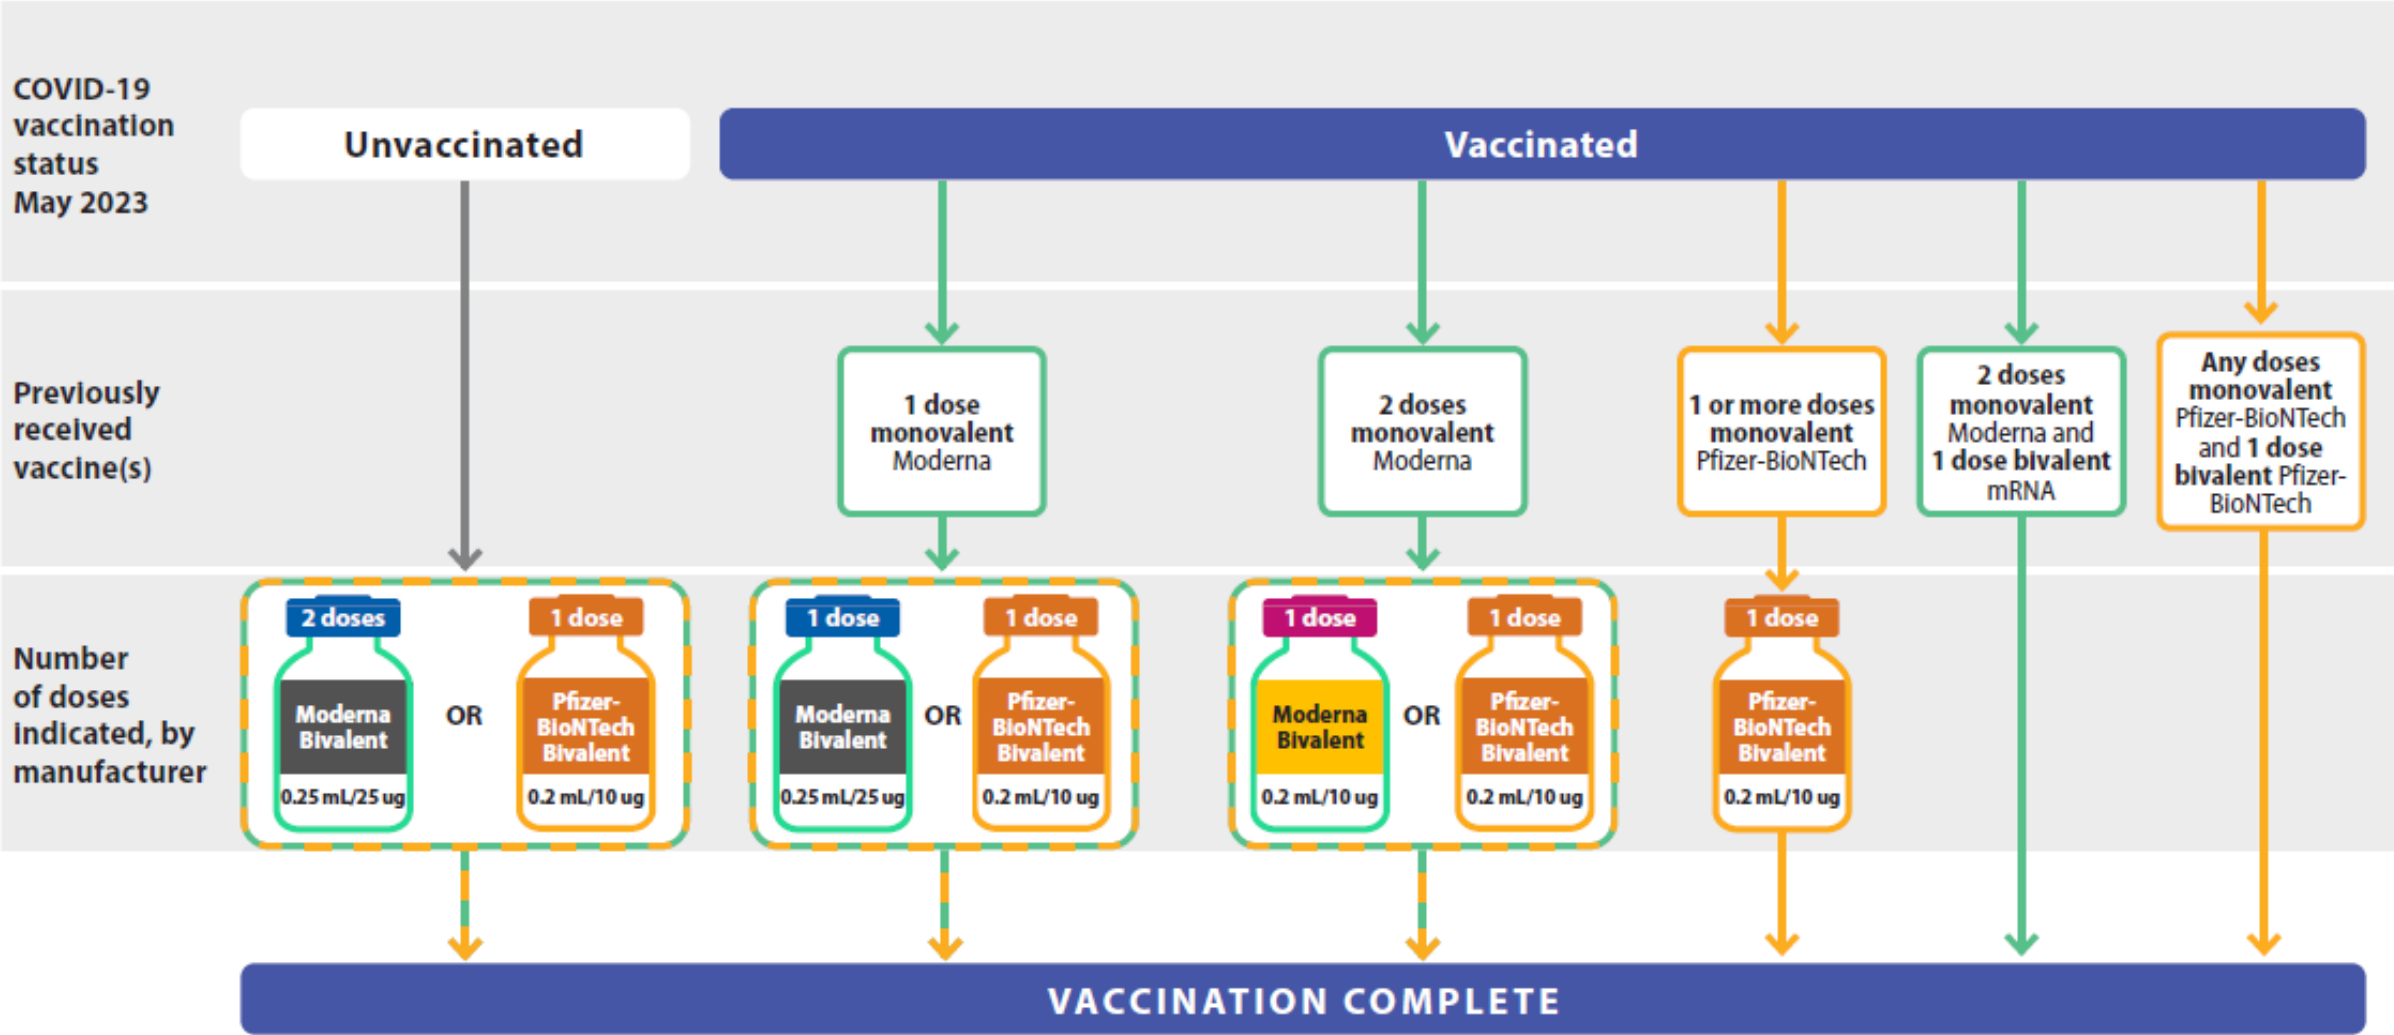 COVID-19
vaccination
status
May 2023
Unvaccinated
Vaccinated
Previously
received
vaccine(s)
1 dose
monovalent
Moderna
2 doses
monovalent
Moderna
1 or more doses
monovalent
Pfizer-BioNTech
2 doses
monovalent
Moderna and
1 dose bivalent
mRNA
Any doses
monovalent
Pfizer-BioNTech
and 1 dose
bivalent Pfizer-
BioNTech
Number
of doses
indicated, by
manufacturer
2 doses
Moderna
Bivalent
0.25 mL/25 ug
OR
1 dose
Pfizer-
BioNTech
Bivalent
0.2 mL/10 ug
1 dose
Moderna
Bivalent
0.25 mL/25 ug
OR
1 dose
Pfizer-
BioNTech
Bivalent
0.2 mL/10 ug
1 dose
Moderna
Bivalent
0.2 mL/10 ug
OR
1 dose
Pfizer-
BioNTech
Bivalent
0.2 mL/10 ug
1 dose
Pfizer-
BioNTech
Bivalent
0.2 mL/10 ug
VACCINATION COMPLETE